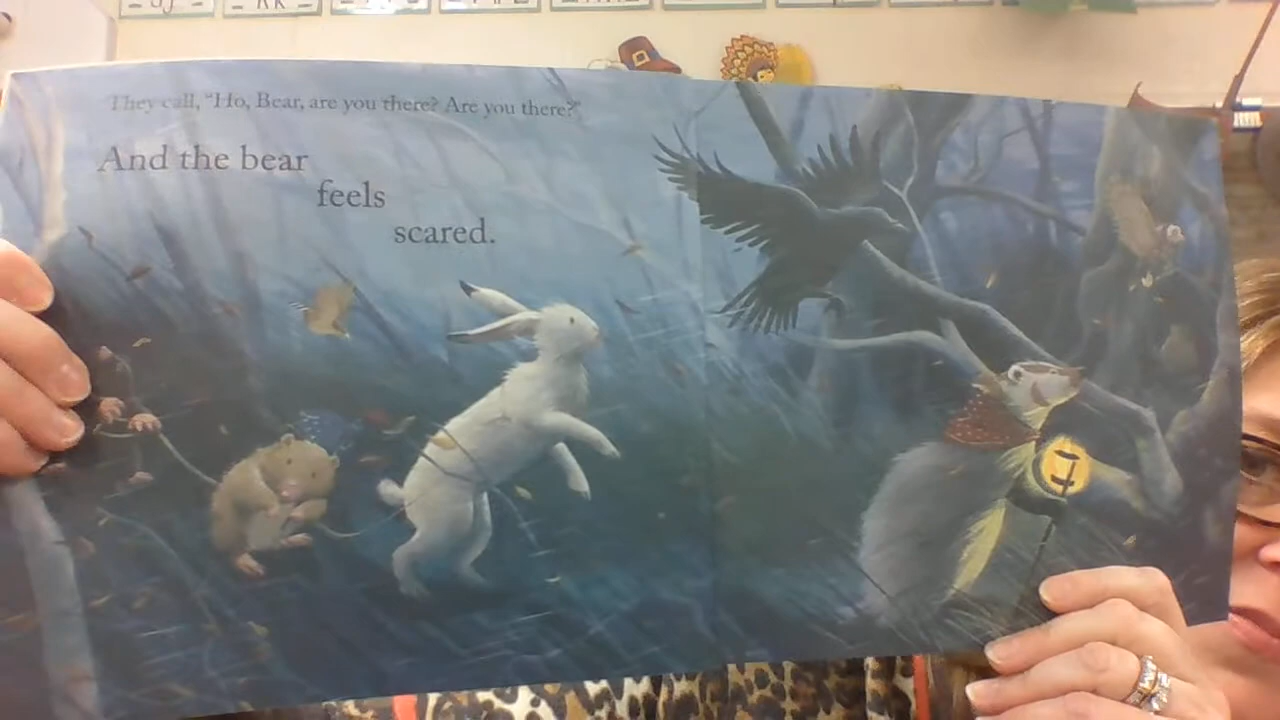 They call, "Ho, Bear, are you there? Are you there?"
And the bear
feels
scared.